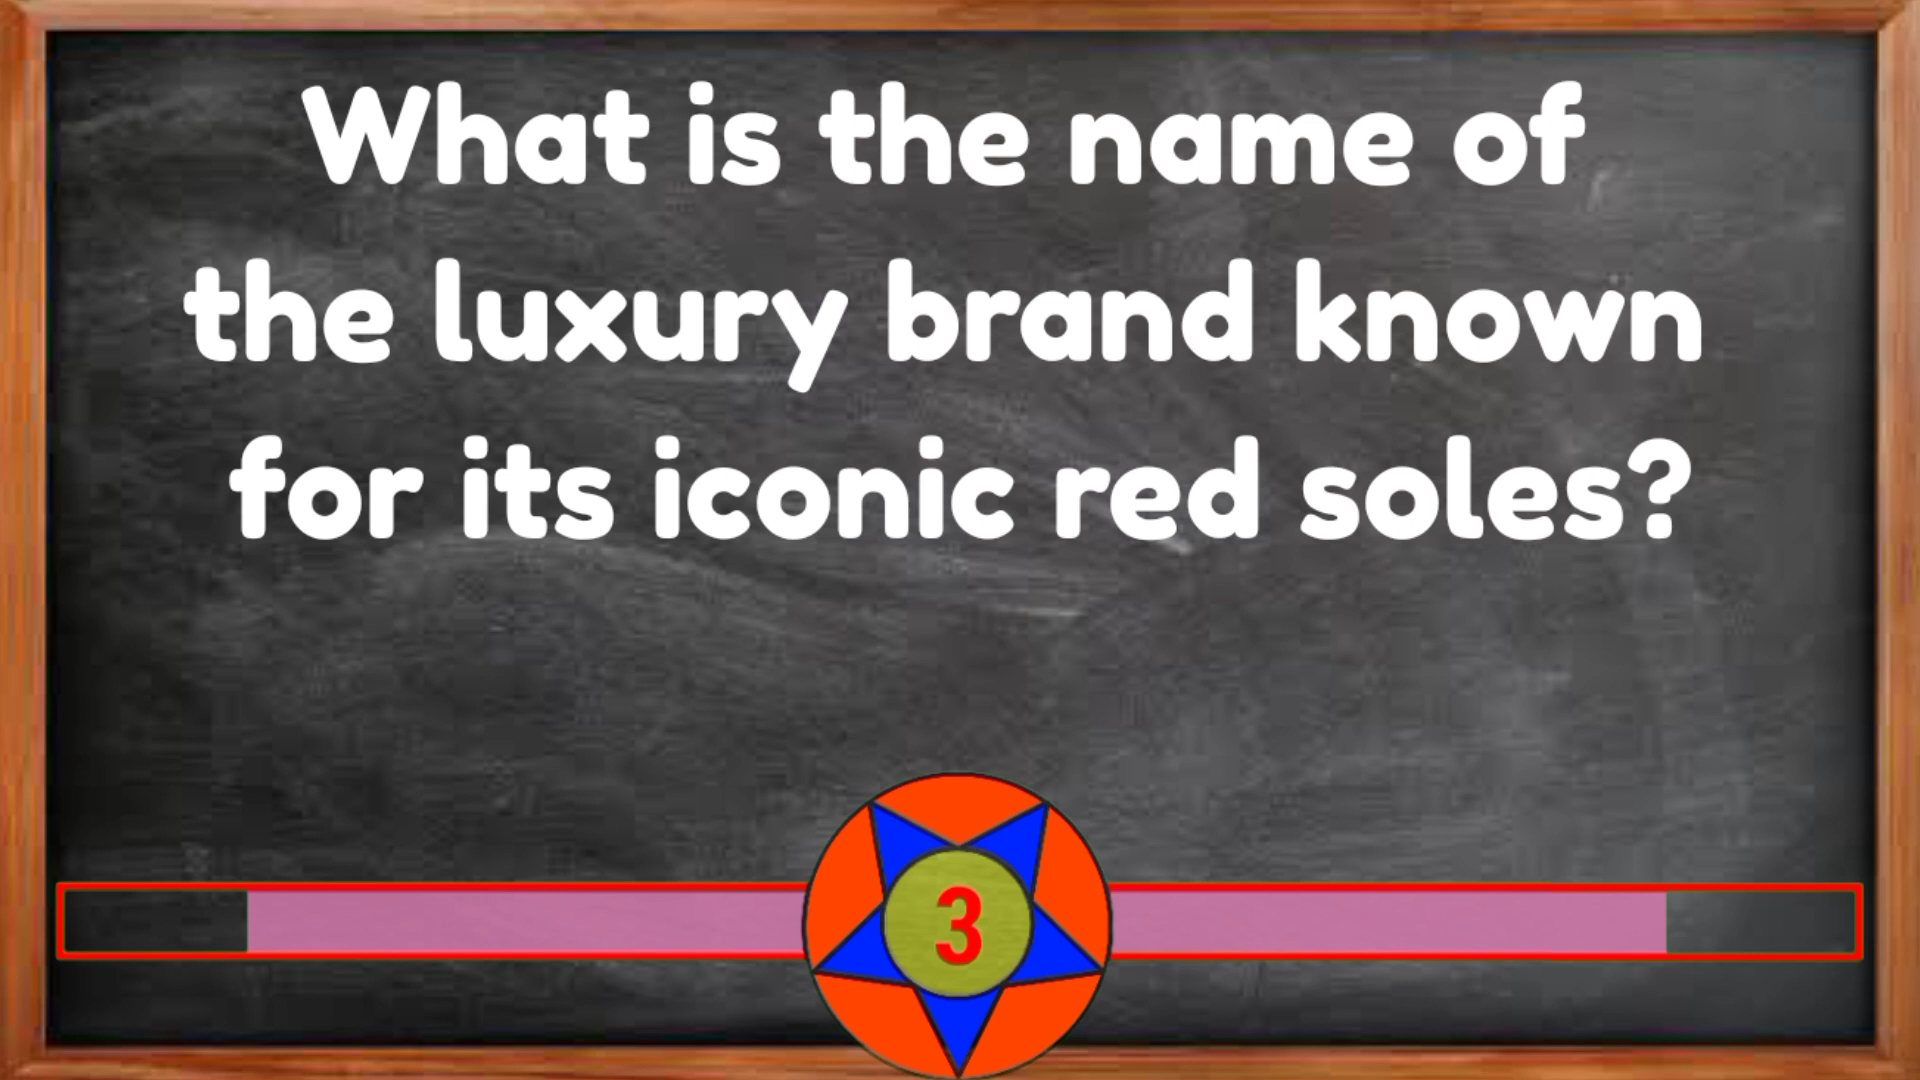 What is the name of
the luxury brand known
for its iconic red soles?
3